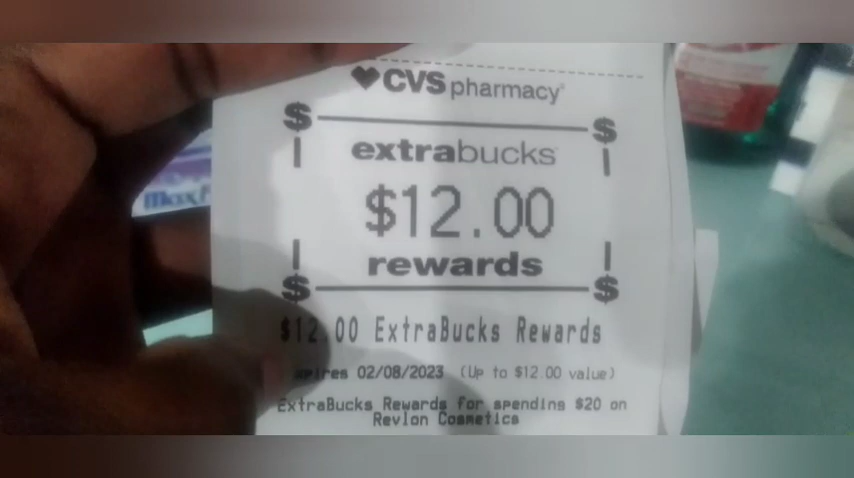 CVS pharmacy®
$ $
extrabucks
$12.00
rewards
$ $
$12.00 ExtraBucks Rewards
02/08/2023 (Up to $12.00 value)
ExtraBucks Rewards for spending $20 on
Revlon Cosmetics